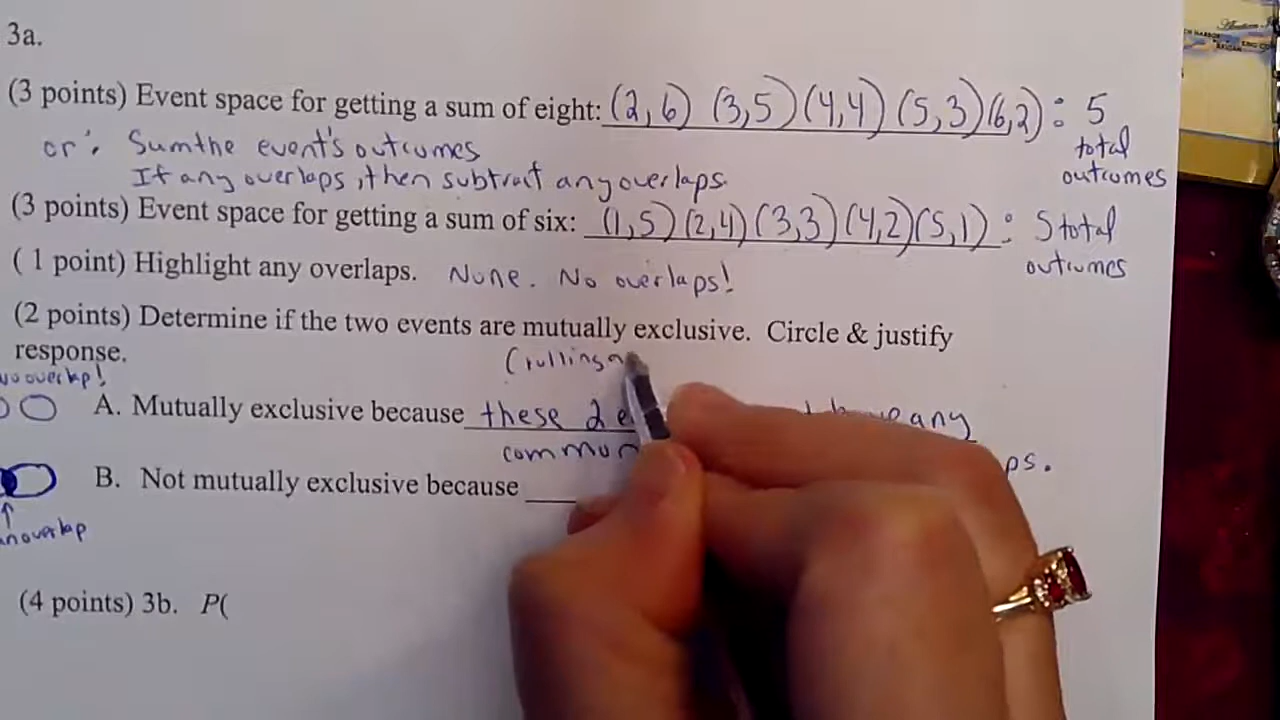 3a.
(3 points) Event space for getting a sum of eight: (2,6) (3,5) (4,4) (5,3) (6,2) : 5
total
outcomes
or: Sum the event's outcomes
If any overlaps, then subtract any overlaps.
(3 points) Event space for getting a sum of six: (1,5) (2,4) (3,3) (4,2) (5,1) : 5 total
outcomes
( 1 point) Highlight any overlaps. None. No overlaps!
(2 points) Determine if the two events are mutually exclusive. Circle & justify
response.
(rolling a
no overlap!
A. Mutually exclusive because these 2 any
common
B. Not mutually exclusive because
an overlap
(4 points) 3b. P(